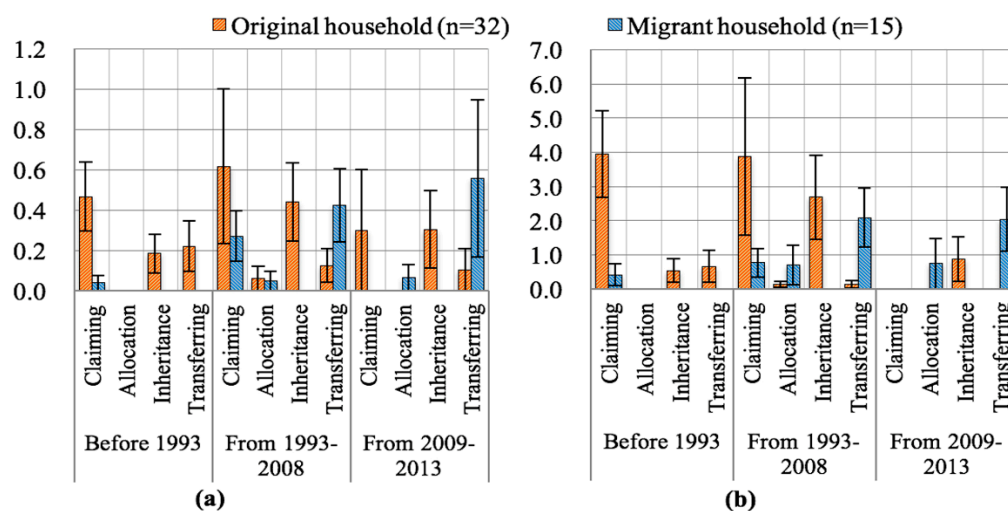 Original household (n=32) Migrant household (n=15)
1.2
1.0
0.8
0.6
0.4
0.2
0.0
Claiming
Allocation
Inheritance
Transferring
Claiming
Allocation
Inheritance
Transferring
Claiming
Allocation
Inheritance
Transferring
Before 1993
From 1993-
2008
From 2009-
2013
(a)
7.0
6.0
5.0
4.0
3.0
2.0
1.0
0.0
Claiming
Allocation
Inheritance
Transferring
Claiming
Allocation
Inheritance
Transferring
Claiming
Allocation
Inheritance
Transferring
Before 1993
From 1993-
2008
From 2009-
2013
(b)